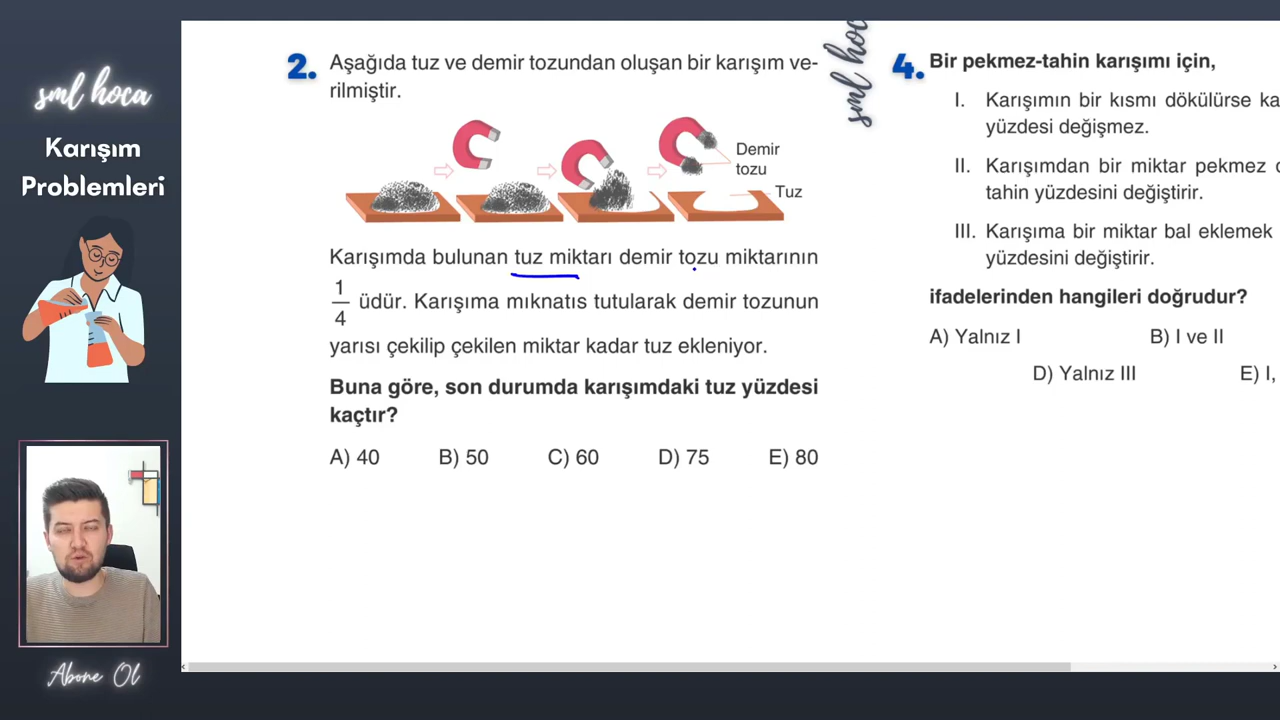 sml hoca
Karışım
Problemleri
Abone Ol
2. Aşağıda tuz ve demir tozundan oluşan bir karışım ve-
rilmiştir.
Demir
tozu
Tuz
Karışımda bulunan tuz miktarı demir tozu miktarının
1/4 üdür. Karışıma mıknatıs tutularak demir tozunun
yarısı çekilip çekilen miktar kadar tuz ekleniyor.
Buna göre, son durumda karışımdaki tuz yüzdesi
kaçtır?
A) 40 B) 50 C) 60 D) 75 E) 80
sml hoc
4. Bir pekmez-tahin karışımı için,
I. Karışımın bir kısmı dökülürse ka
yüzdesi değişmez.
II. Karışımdan bir miktar pekmez
tahin yüzdesini değiştirir.
III. Karışıma bir miktar bal eklemek
yüzdesini değiştirir.
ifadelerinden hangileri doğrudur?
A) Yalnız I B) I ve II
D) Yalnız III E) I,